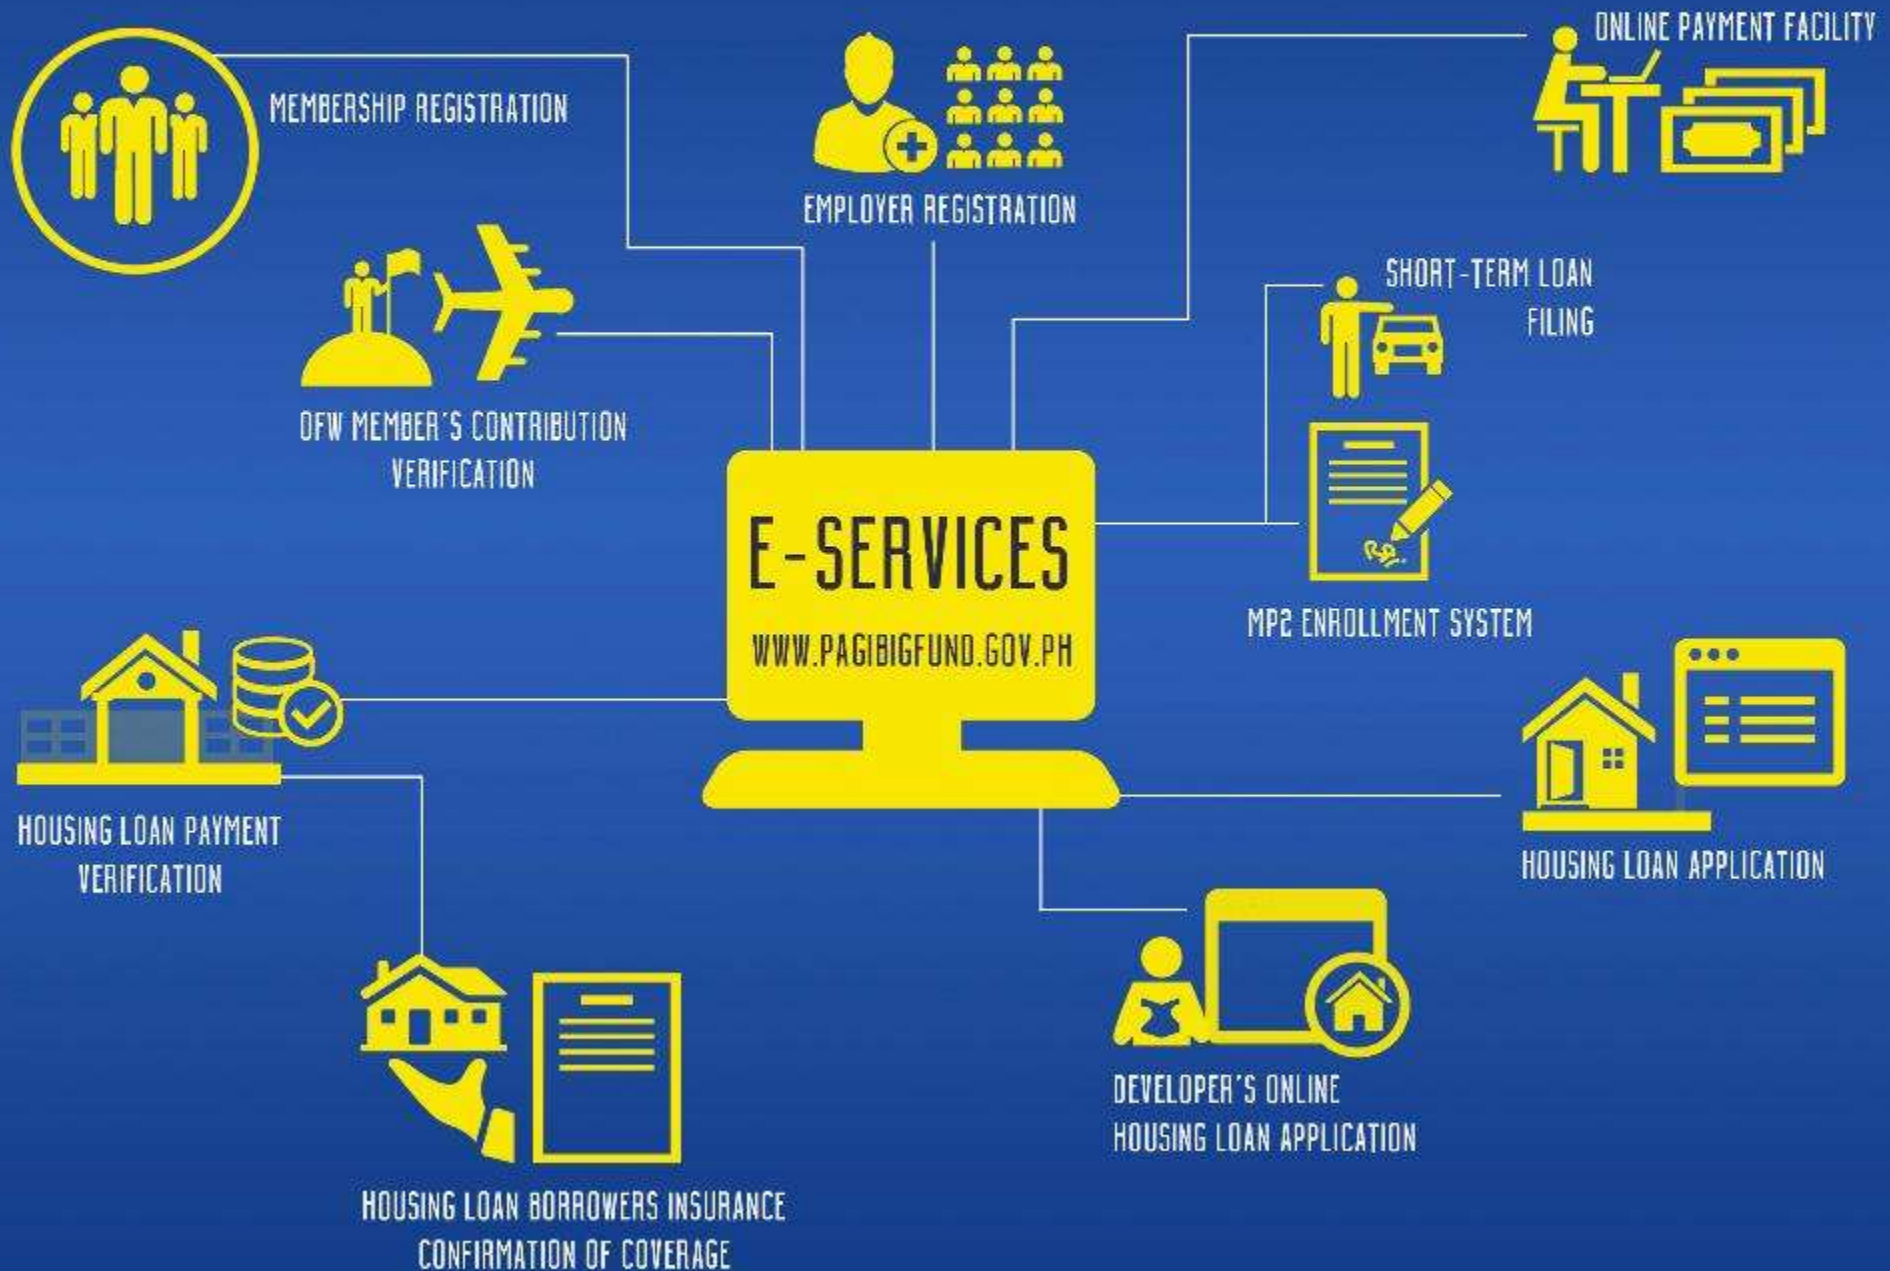 ONLINE PAYMENT FACILITY
MEMBERSHIP REGISTRATION
EMPLOYER REGISTRATION
SHORT-TERM LOAN
FILING
OFW MEMBER'S CONTRIBUTION
VERIFICATION
E-SERVICES
WWW.PAGIBIGFUND.GOV.PH
MP2 ENROLLMENT SYSTEM
HOUSING LOAN PAYMENT
VERIFICATION
HOUSING LOAN APPLICATION
DEVELOPER'S ONLINE
HOUSING LOAN APPLICATION
HOUSING LOAN BORROWERS INSURANCE
CONFIRMATION OF COVERAGE